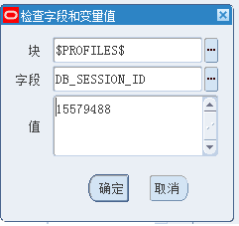 检查字段和变量值
块 $PROFILES$
字段 DB_SESSION_ID
值 15579488
确定 取消